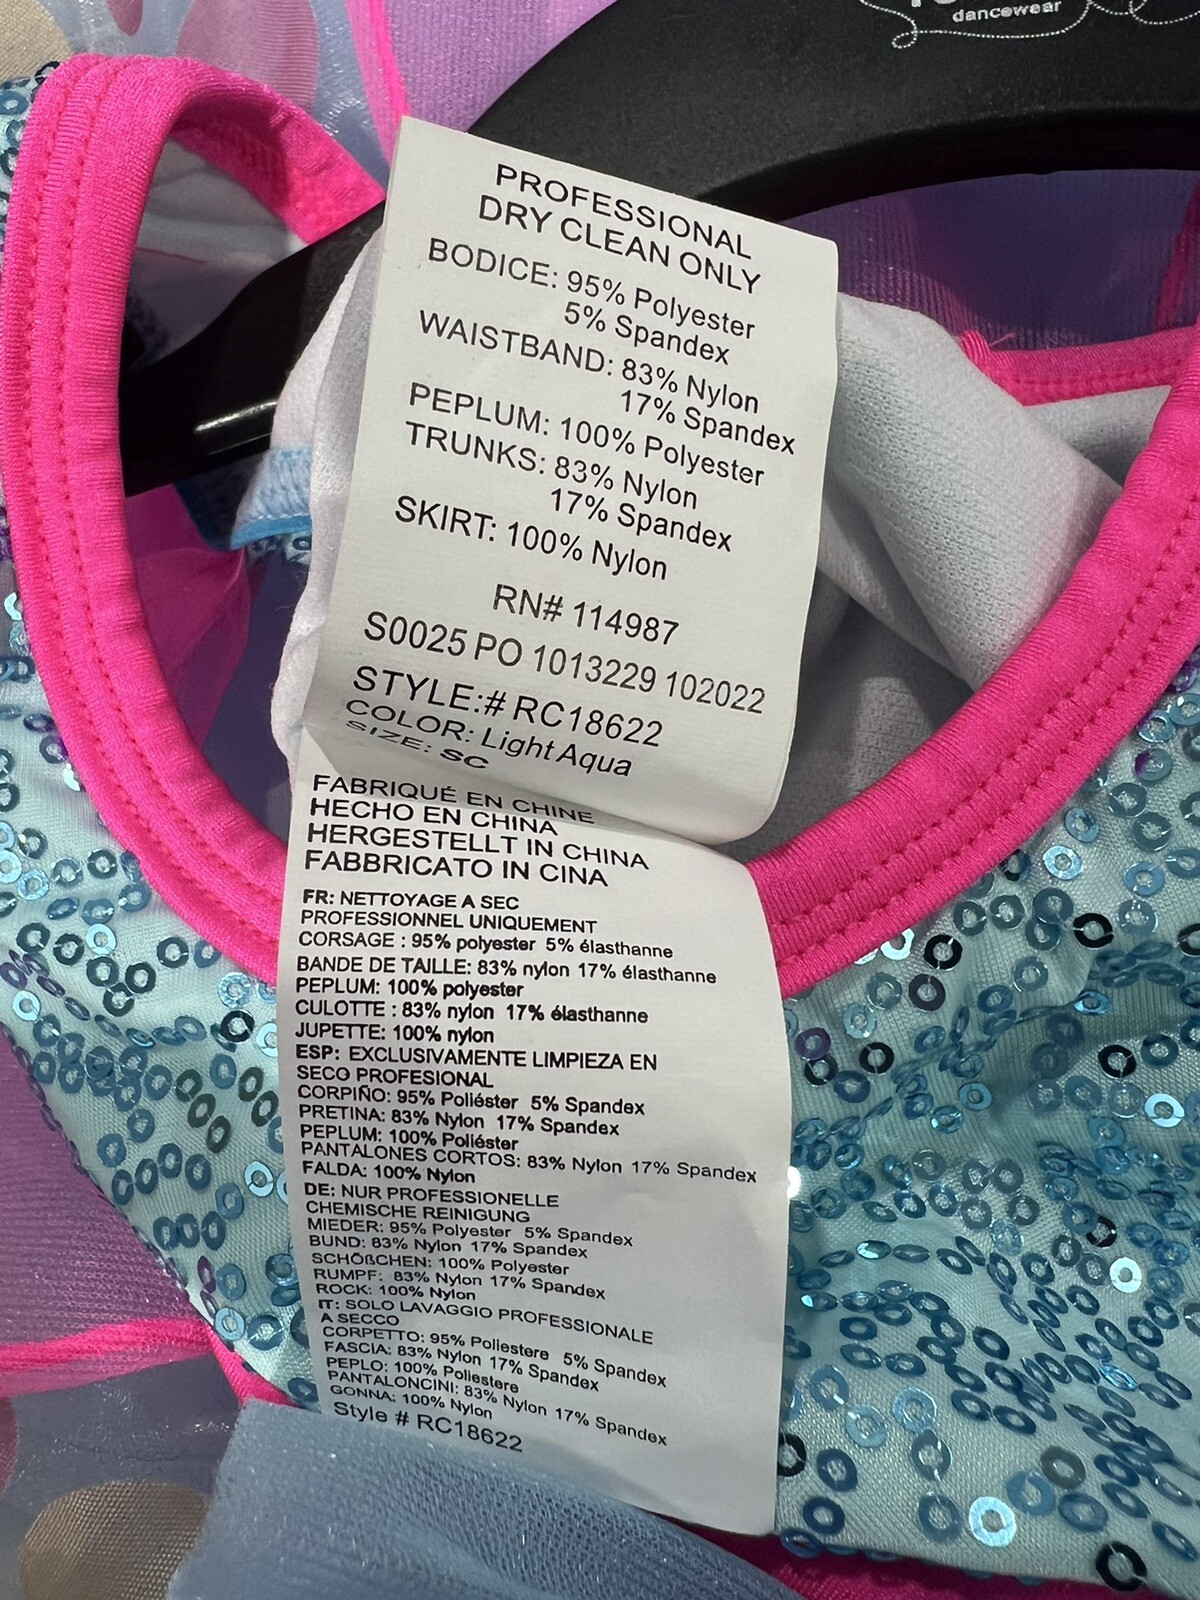 dancewear
PROFESSIONAL
DRY CLEAN ONLY
BODICE: 95% Polyester
5% Spandex
WAISTBAND: 83% Nylon
17% Spandex
PEPLUM: 100% Polyester
TRUNKS: 83% Nylon
17% Spandex
SKIRT: 100% Nylon
RN# 114987
S0025 PO 1013229 102022
STYLE:# RC18622
COLOR: Light Aqua
SIZE: SC
FABRIQUÉ EN CHINE
HECHO EN CHINA
HERGESTELLT IN CHINA
FABBRICATO IN CINA
FR: NETTOYAGE A SEC
PROFESSIONNEL UNIQUEMENT
CORSAGE : 95% polyester 5% élasthanne
BANDE DE TAILLE: 83% nylon 17% élasthanne
PEPLUM: 100% polyester
CULOTTE : 83% nylon 17% élasthanne
JUPETTE: 100% nylon
ESP: EXCLUSIVAMENTE LIMPIEZA EN
SECO PROFESIONAL
CORPIÑO: 95% Poliéster 5% Spandex
PRETINA: 83% Nylon 17% Spandex
PEPLUM: 100% Poliéster
PANTALONES CORTOS: 83% Nylon 17% Spandex
FALDA: 100% Nylon
DE: NUR PROFESSIONELLE
CHEMISCHE REINIGUNG
MIEDER: 95% Polyester 5% Spandex
BUND: 83% Nylon 17% Spandex
SCHÖßCHEN: 100% Polyester
RUMPF: 83% Nylon 17% Spandex
ROCK: 100% Nylon
IT: SOLO LAVAGGIO PROFESSIONALE
A SECCO
CORPETTO: 95% Poliestere 5% Spandex
FASCIA: 83% Nylon 17% Spandex
PEPLO: 100% Poliestere
PANTALONCINI: 83% Nylon 17% Spandex
GONNA: 100% Nylon
Style # RC18622